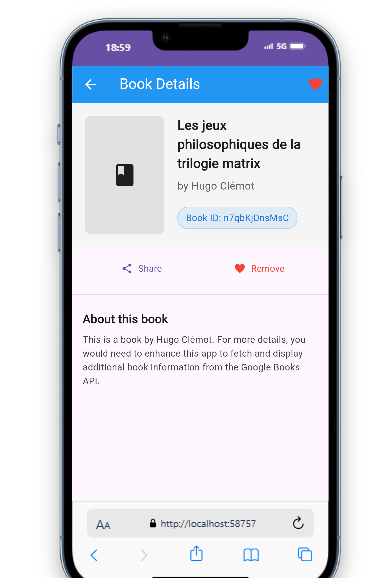 18:59
5G
Book Details
Les jeux
philosophiques de la
trilogie matrix
by Hugo Clémot
Book ID: n7qbKjDnsMsC
Share
Remove
About this book
This is a book by Hugo Clémot. For more details, you
would need to enhance this app to fetch and display
additional book information from the Google Books
API.
AA
http://localhost:58757